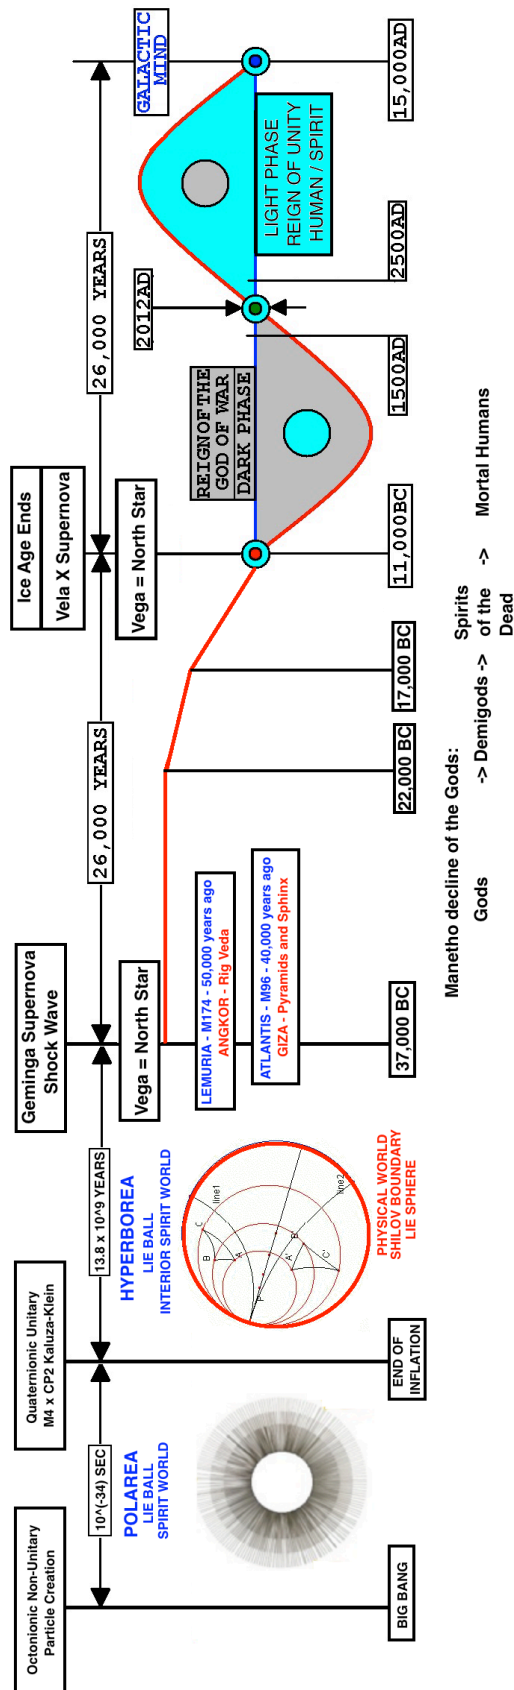 Octonionic Non-Unitary
Particle Creation
10^(-34) SEC
POLAREA
LIE BALL
SPIRIT WORLD
BIG BANG
Quaternionic Unitary
M4 x CP2 Kaluza-Klein
END OF
INFLATION
13.8 x 10^9 YEARS
HYPERBOREA
LIE BALL
INTERIOR SPIRIT WORLD
line1
line2
C
B
A
P
A'
B'
C'
PHYSICAL WORLD
SHILOV BOUNDARY
LIE SPHERE
Geminga Supernova
Shock Wave
Vega = North Star
LEMURIA - M174 - 50,000 years ago
ANGKOR - Rig Veda
ATLANTIS - M96 - 40,000 years ago
GIZA - Pyramids and Sphinx
37,000 BC
26,000 YEARS
22,000 BC
17,000 BC
Ice Age Ends
Vela X Supernova
Vega = North Star
11,000BC
26,000 YEARS
REIGN OF THE
GOD OF WAR
DARK PHASE
1500AD
2012AD
2500AD
LIGHT PHASE
REIGN OF UNITY
HUMAN / SPIRIT
GALACTIC
MIND
15,000AD
Manetho decline of the Gods:
Gods -> Demigods -> Spirits of the Dead -> Mortal Humans